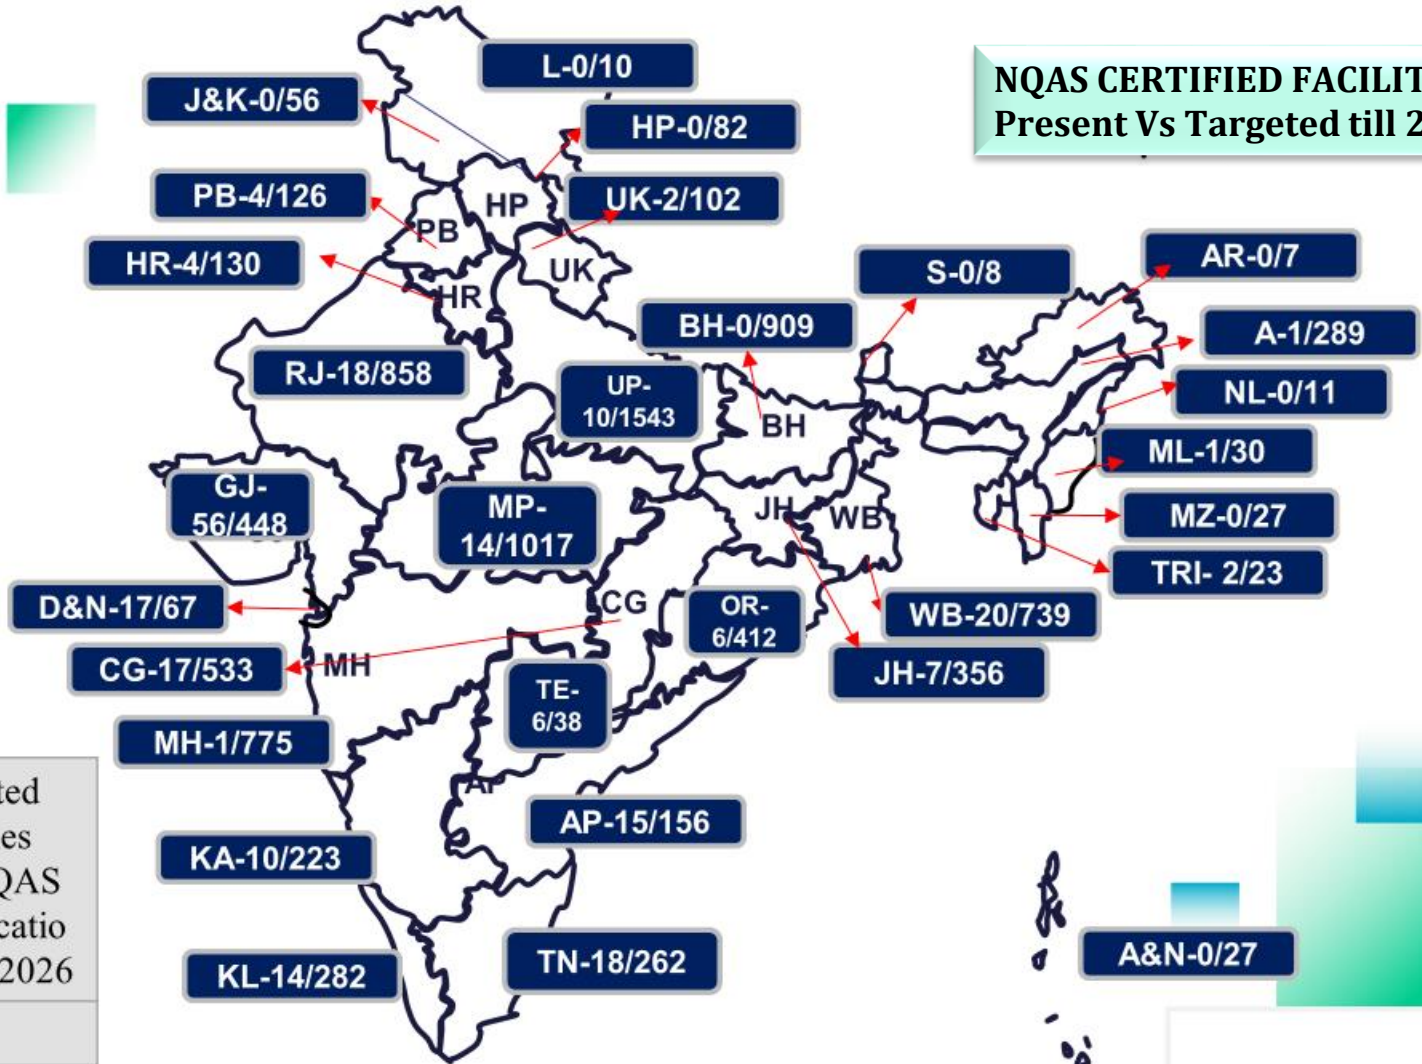 L-0/10
NQAS CERTIFIED FACILIT
Present Vs Targeted till 2
J&K-0/56
HP-0/82
PB-4/126
HP
UK-2/102
PB
HR-4/130
UK
HR
S-0/8
AR-0/7
BH-0/909
A-1/289
RJ-18/858
UP-
10/1543
NL-0/11
BH
ML-1/30
GJ-
56/448
MP-
14/1017
JH
WB
MZ-0/27
TRI- 2/23
D&N-17/67
CG
OR-
6/412
WB-20/739
CG-17/533
MH
JH-7/356
TE-
6/38
MH-1/775
AP
AP-15/156
ted
es
QAS
catio
2026
KA-10/223
KL-14/282
TN-18/262
A&N-0/27